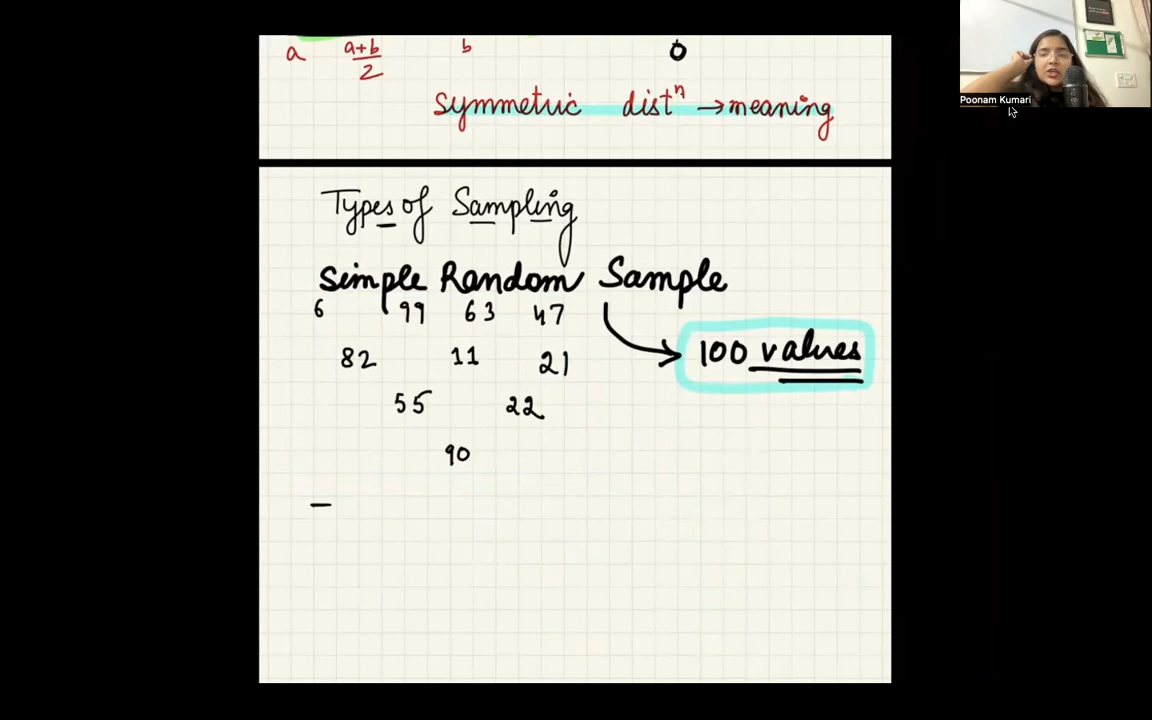 a a+b/2 b 0
symmetric distⁿ → meaning
Poonam Kumari
Types of Sampling
Simple Random Sample
6 99 63 47
100 values
82 11 21
55 22
90